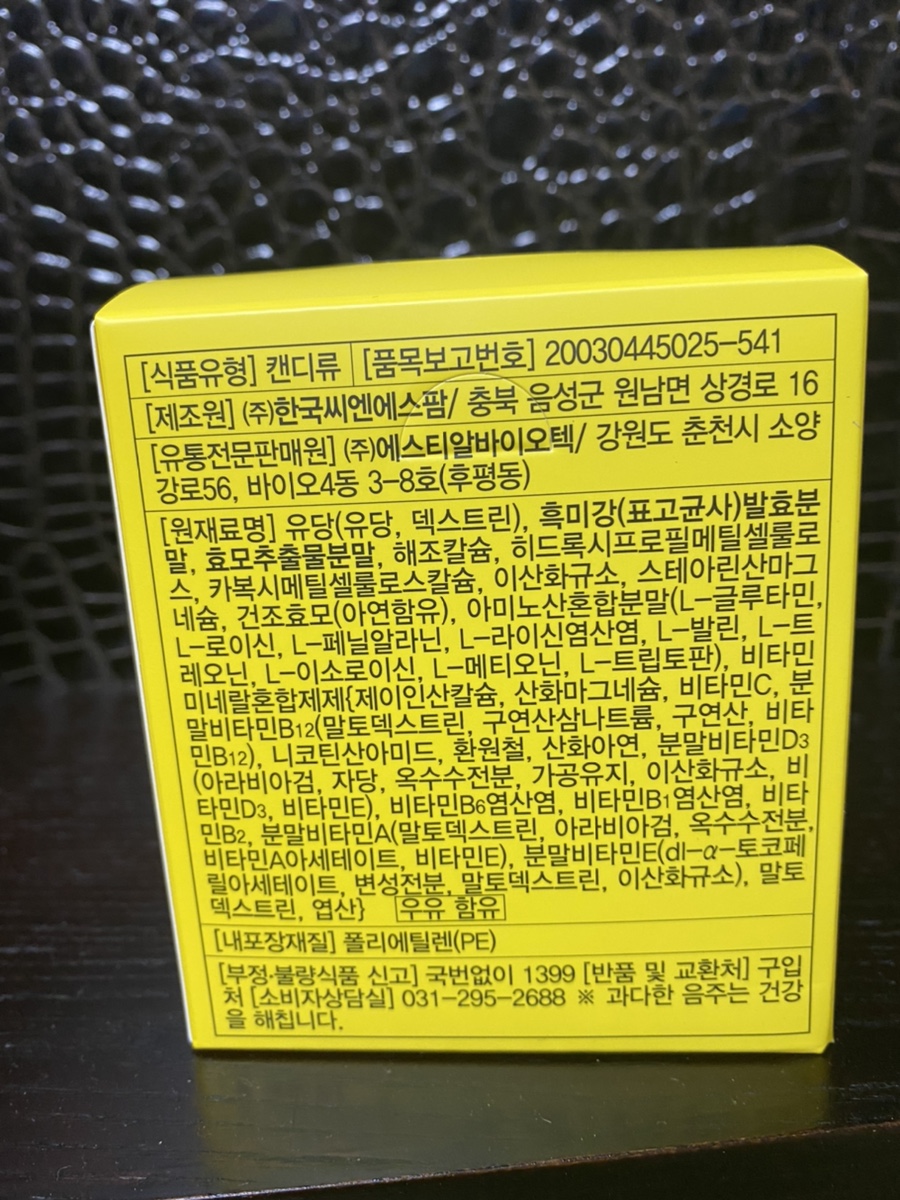 [식품유형] 캔디류 [품목보고번호] 20030445025-541
[제조원] (주)한국씨엔에스팜/ 충북 음성군 원남면 상경로 16
[유통전문판매원] (주)에스티알바이오텍/ 강원도 춘천시 소양
강로56, 바이오4동 3-8호(후평동)
[원재료명] 유당(유당, 덱스트린), 흑미강(표고균사)발효분
말, 효모추출물분말, 해조칼슘, 히드록시프로필메틸셀룰로
스, 카복시메틸셀룰로스칼슘, 이산화규소, 스테아린산마그
네슘, 건조효모(아연함유), 아미노산혼합분말(L-글루타민,
L-로이신, L-페닐알라닌, L-라이신염산염, L-발린, L-트
레오닌, L-이소로이신, L-메티오닌, L-트립토판), 비타민
미네랄혼합제제{제이인산칼슘, 산화마그네슘, 비타민C, 분
말비타민B12(말토덱스트린, 구연산삼나트륨, 구연산, 비타
민B12), 니코틴산아미드, 환원철, 산화아연, 분말비타민D3
(아라비아검, 자당, 옥수수전분, 가공유지, 이산화규소, 비
타민D3, 비타민E), 비타민B6염산염, 비타민B1염산염, 비타
민B2, 분말비타민A(말토덱스트린, 아라비아검, 옥수수전분,
비타민A아세테이트, 비타민E), 분말비타민E(dl-α-토코페
릴아세테이트, 변성전분, 말토덱스트린, 이산화규소), 말토
덱스트린, 엽산} 우유 함유
[내포장재질] 폴리에틸렌(PE)
[부정·불량식품 신고] 국번없이 1399 [반품 및 교환처] 구입
처 [소비자상담실] 031-295-2688 ※ 과다한 음주는 건강
을 해칩니다.